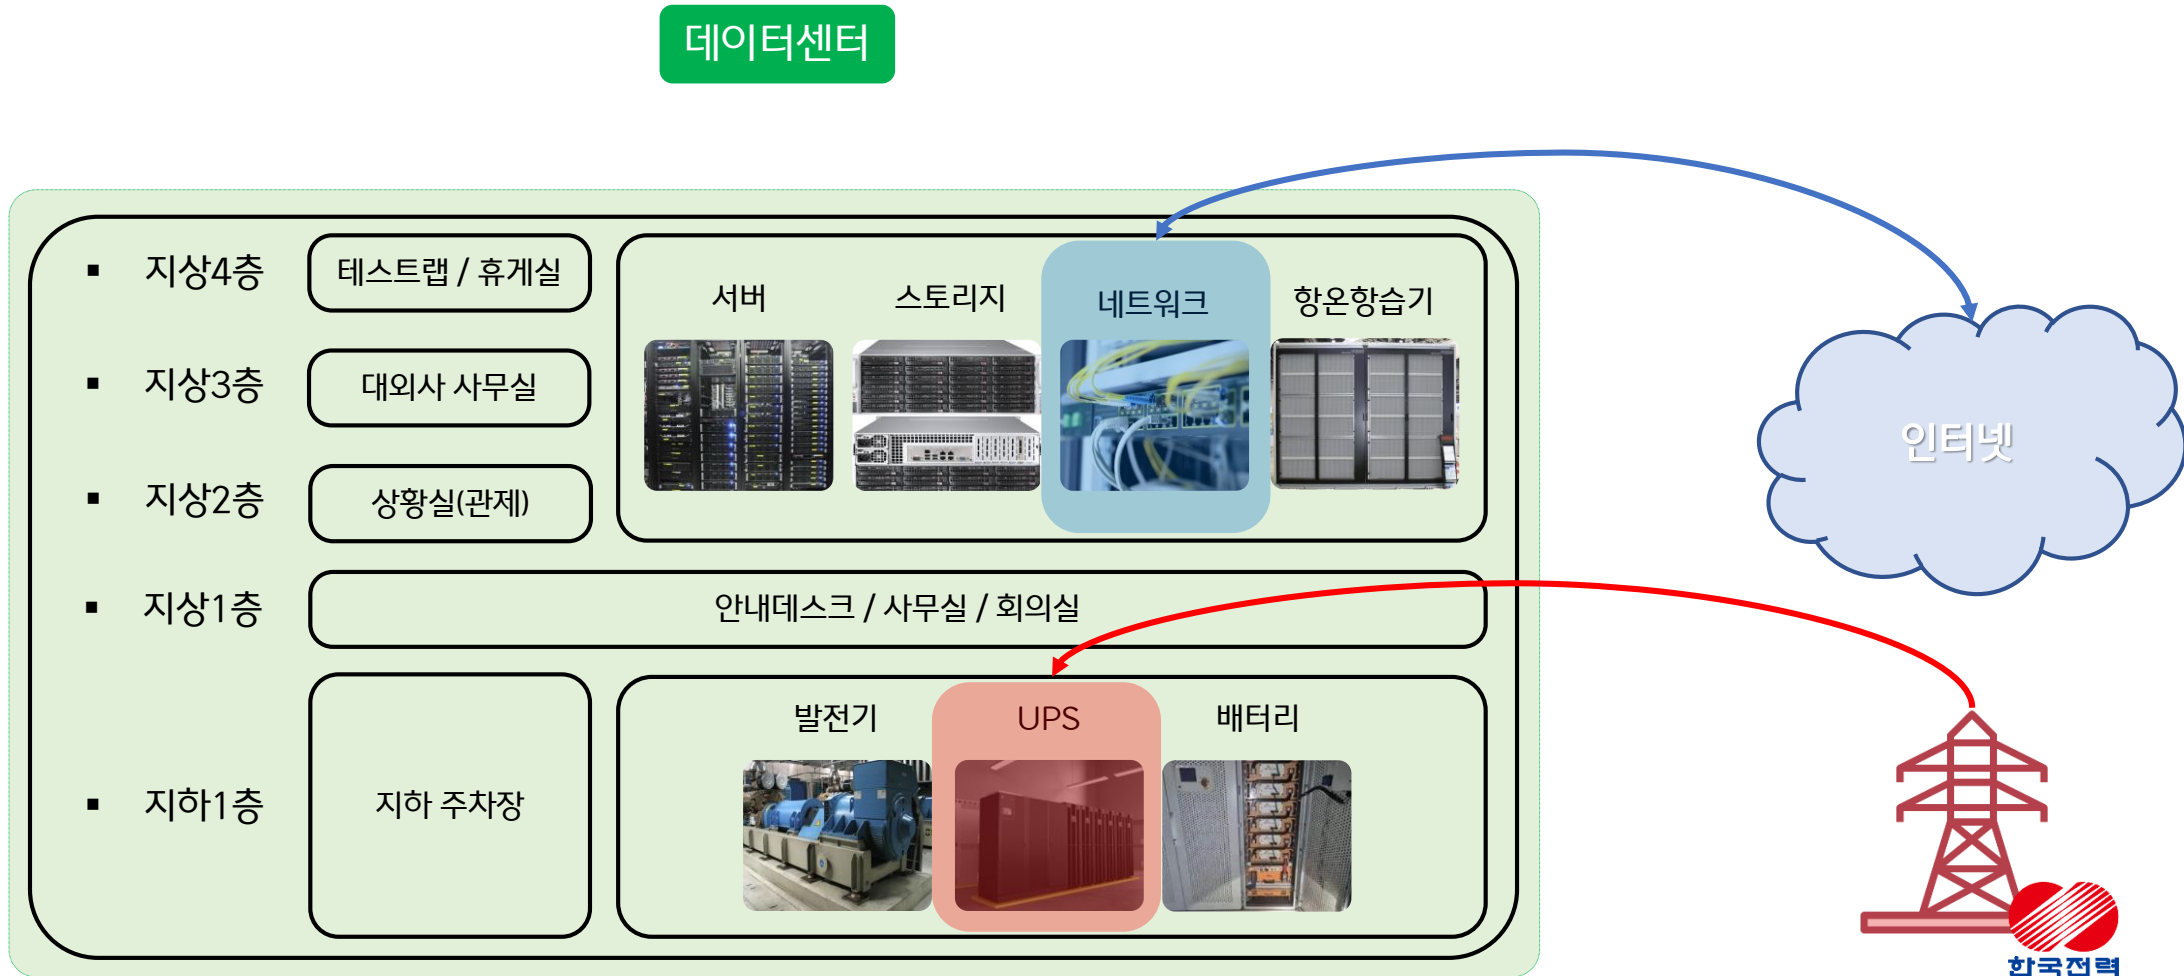 데이터센터
▪ 지상4층
테스트랩 / 휴게실
서버
스토리지
네트워크
항온항습기
▪ 지상3층
대외사 사무실
▪ 지상2층
상황실(관제)
인터넷
▪ 지상1층
안내데스크 / 사무실 / 회의실
▪ 지하1층
지하 주차장
발전기
UPS
배터리
한국전력